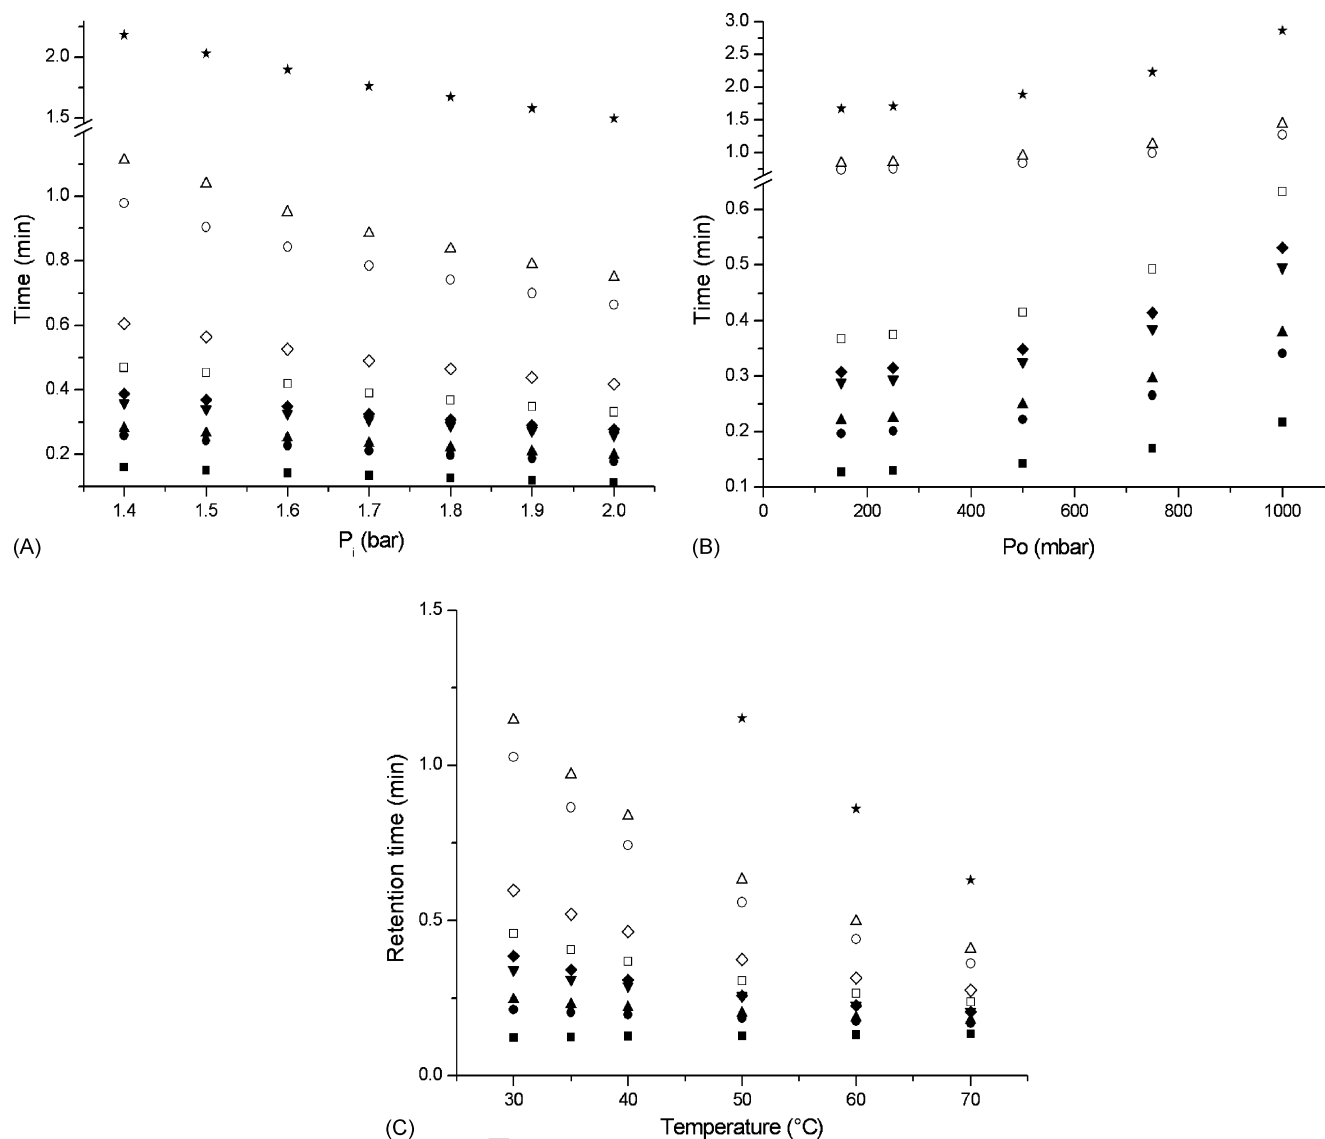 2.0
1.5
1.0
0.8
0.6
0.4
0.2
Time (min)
1.4 1.5 1.6 1.7 1.8 1.9 2.0
P_i (bar)
(A)
3.0
2.5
2.0
1.5
1.0
0.6
0.5
0.4
0.3
0.2
0.1
Time (min)
0 200 400 600 800 1000
Po (mbar)
(B)
1.5
1.0
0.5
0.0
Retention time (min)
30 40 50 60 70
Temperature (°C)
(C)